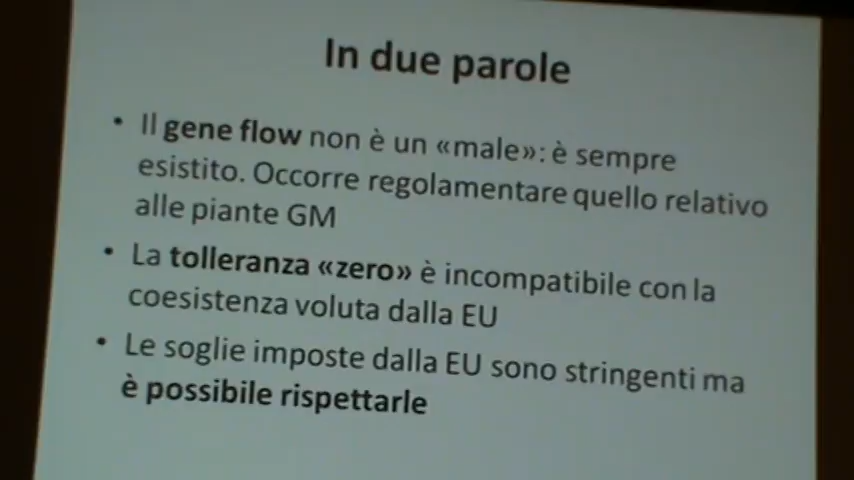 In due parole
• Il gene flow non è un «male»: è sempre
esistito. Occorre regolamentare quello relativo
alle piante GM
• La tolleranza «zero» è incompatibile con la
coesistenza voluta dalla EU
• Le soglie imposte dalla EU sono stringenti ma
è possibile rispettarle